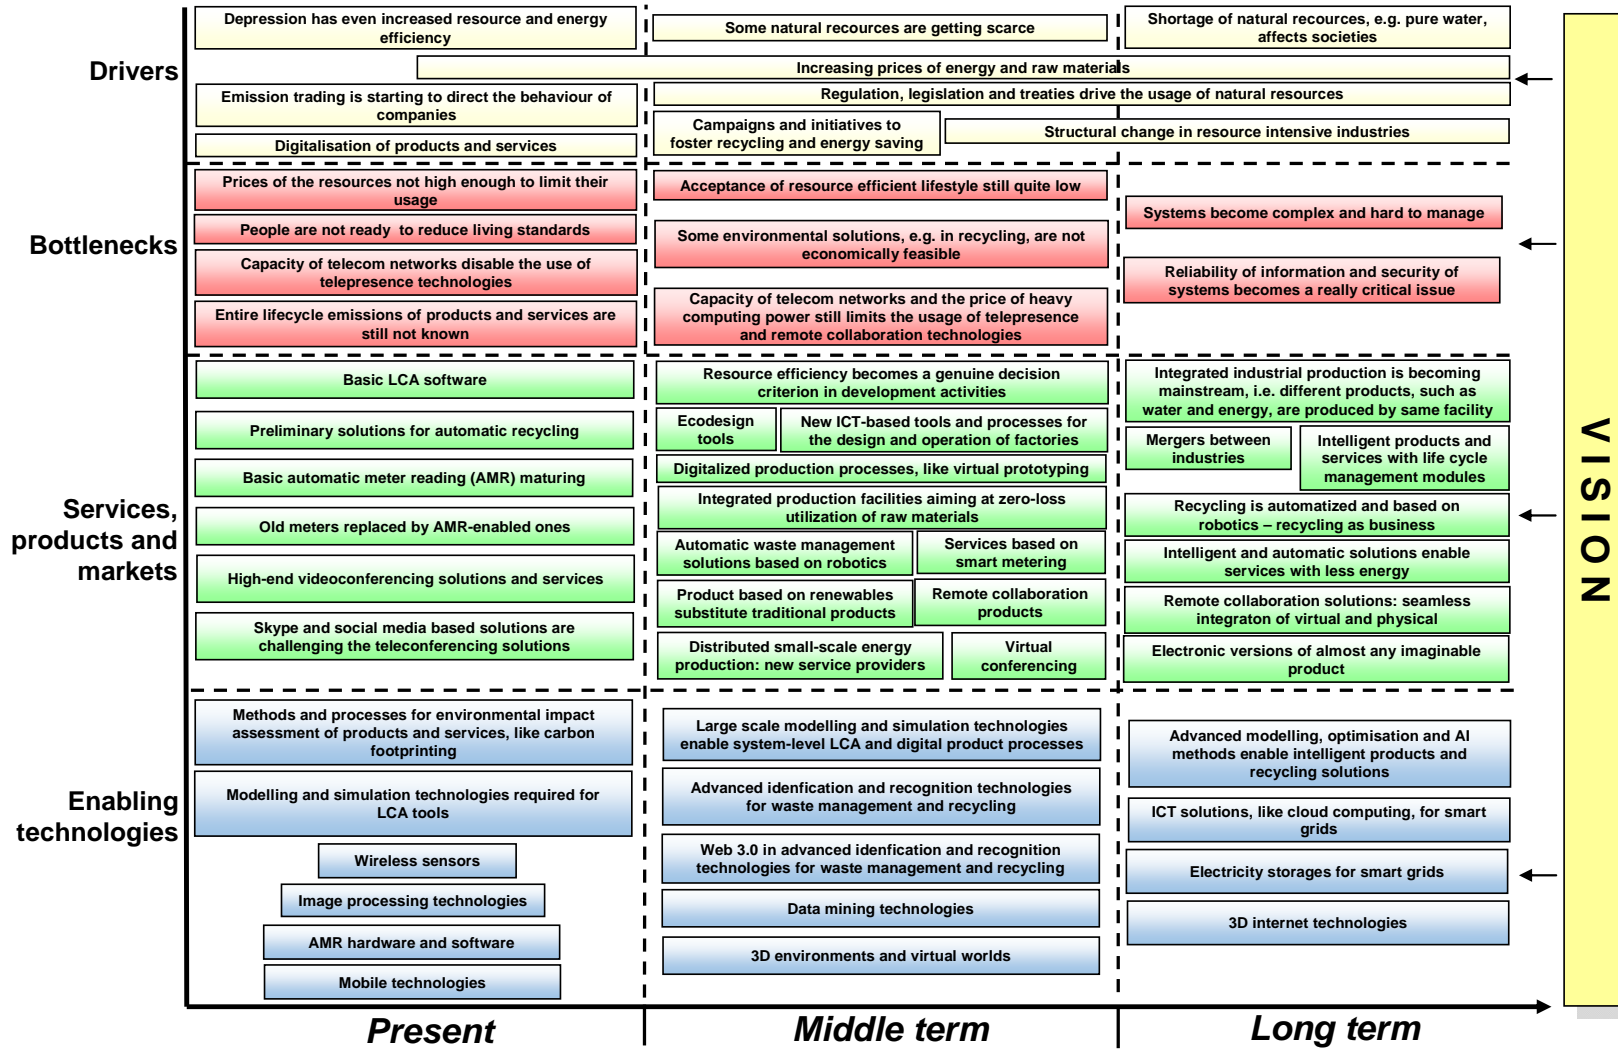 Drivers
Depression has even increased resource and energy
efficiency
Some natural recources are getting scarce
Shortage of natural recources, e.g. pure water,
affects societies
Increasing prices of energy and raw materials
Emission trading is starting to direct the behaviour of
companies
Regulation, legislation and treaties drive the usage of natural resources
Digitalisation of products and services
Campaigns and initiatives to
foster recycling and energy saving
Structural change in resource intensive industries
Bottlenecks
Prices of the resources not high enough to limit their
usage
People are not ready to reduce living standards
Capacity of telecom networks disable the use of
telepresence technologies
Entire lifecycle emissions of products and services are
still not known
Acceptance of resource efficient lifestyle still quite low
Some environmental solutions, e.g. in recycling, are not
economically feasible
Capacity of telecom networks and the price of heavy
computing power still limits the usage of telepresence
and remote collaboration technologies
Systems become complex and hard to manage
Reliability of information and security of
systems becomes a really critical issue
Services,
products and
markets
Basic LCA software
Preliminary solutions for automatic recycling
Basic automatic meter reading (AMR) maturing
Old meters replaced by AMR-enabled ones
High-end videoconferencing solutions and services
Skype and social media based solutions are
challenging the teleconferencing solutions
Resource efficiency becomes a genuine decision
criterion in development activities
Ecodesign
tools
New ICT-based tools and processes for
the design and operation of factories
Digitalized production processes, like virtual prototyping
Integrated production facilities aiming at zero-loss
utilization of raw materials
Automatic waste management
solutions based on robotics
Services based on
smart metering
Product based on renewables
substitute traditional products
Remote collaboration
products
Distributed small-scale energy
production: new service providers
Virtual
conferencing
Integrated industrial production is becoming
mainstream, i.e. different products, such as
water and energy, are produced by same facility
Mergers between
industries
Intelligent products and
services with life cycle
management modules
Recycling is automatized and based on
robotics – recycling as business
Intelligent and automatic solutions enable
services with less energy
Remote collaboration solutions: seamless
integraton of virtual and physical
Electronic versions of almost any imaginable
product
Enabling
technologies
Methods and processes for environmental impact
assessment of products and services, like carbon
footprinting
Modelling and simulation technologies required for
LCA tools
Wireless sensors
Image processing technologies
AMR hardware and software
Mobile technologies
Large scale modelling and simulation technologies
enable system-level LCA and digital product processes
Advanced idenfication and recognition technologies
for waste management and recycling
Web 3.0 in advanced idenfication and recognition
technologies for waste management and recycling
Data mining technologies
3D environments and virtual worlds
Advanced modelling, optimisation and AI
methods enable intelligent products and
recycling solutions
ICT solutions, like cloud computing, for smart
grids
Electricity storages for smart grids
3D internet technologies
VISION
Present
Middle term
Long term